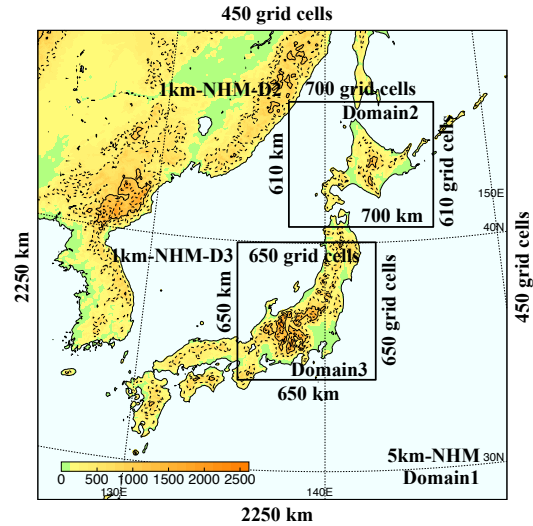 450 grid cells
1km-NHM-D2
700 grid cells
Domain2
610 km
610 grid cells
150E
700 km
40N
2250 km
1km-NHM-D3
650 grid cells
650 km
650 grid cells
450 grid cells
Domain3
650 km
5km-NHM
30N
Domain1
0 500 1000 1500 2000 2500
130E
140E
2250 km